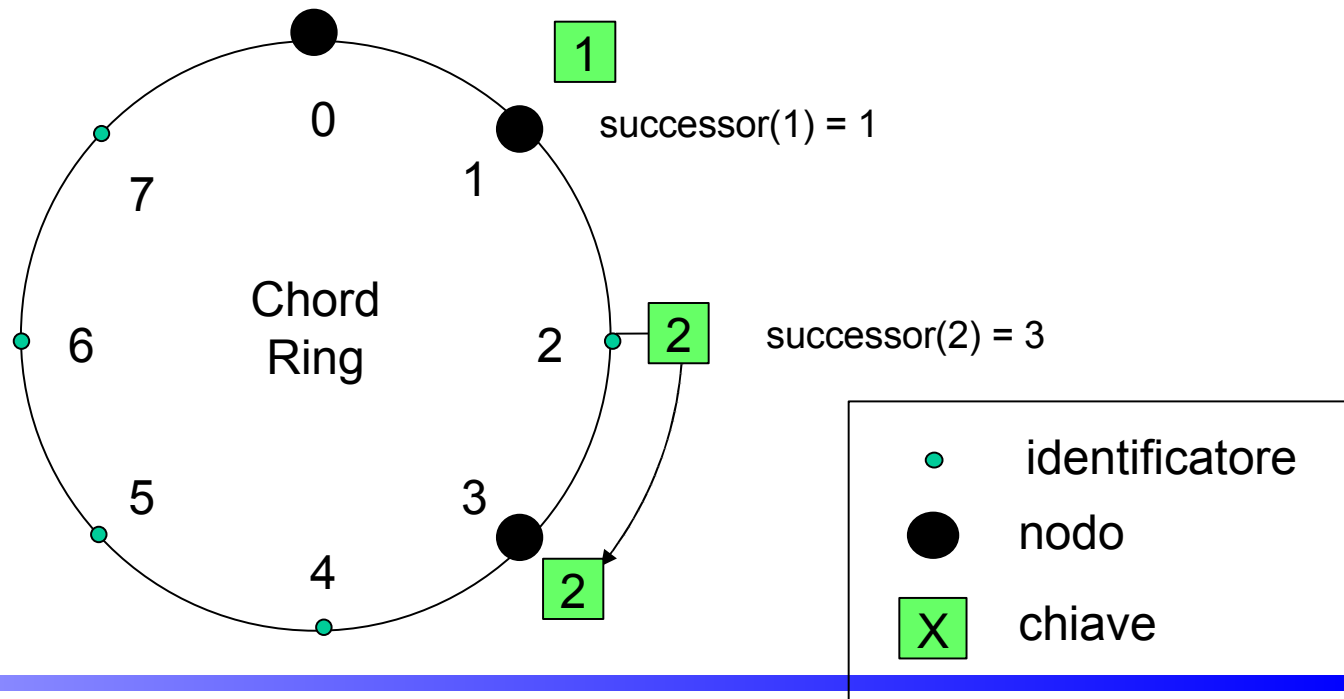 1
0
successor(1) = 1
1
7
Chord
Ring
6
2
2
successor(2) = 3
identificatore
5
3
nodo
4
2
X
chiave